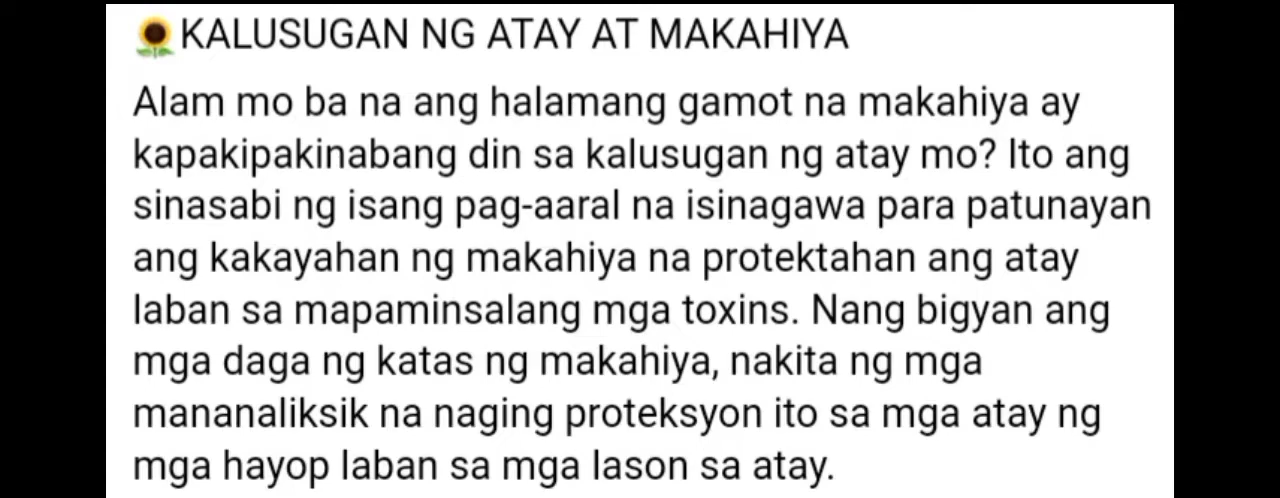 🌻KALUSUGAN NG ATAY AT MAKAHIYA
Alam mo ba na ang halamang gamot na makahiya ay
kapakipakinabang din sa kalusugan ng atay mo? Ito ang
sinasabi ng isang pag-aaral na isinagawa para patunayan
ang kakayahan ng makahiya na protektahan ang atay
laban sa mapaminsalang mga toxins. Nang bigyan ang
mga daga ng katas ng makahiya, nakita ng mga
mananaliksik na naging proteksyon ito sa mga atay ng
mga hayop laban sa mga lason sa atay.